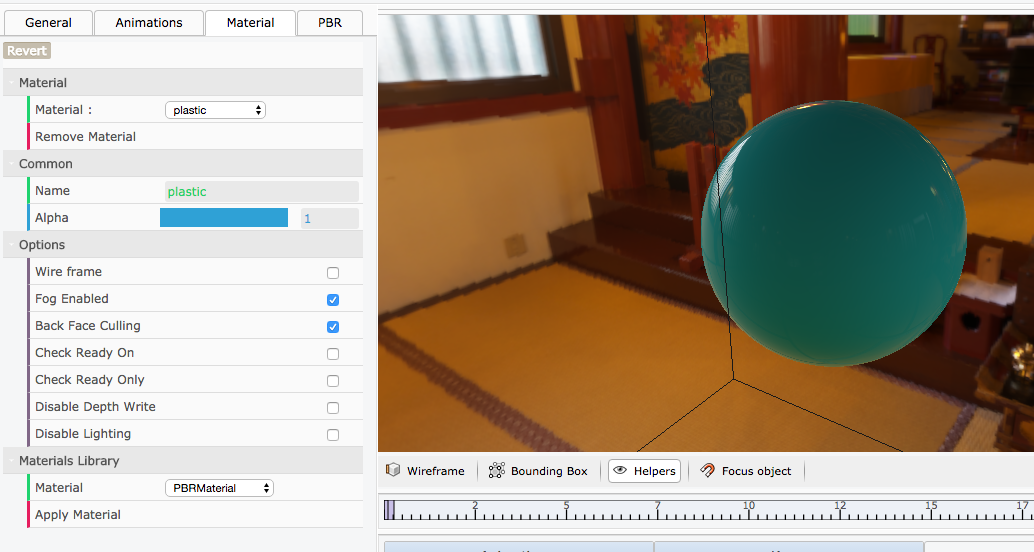 General Animations Material PBR
Revert
Material
Material : plastic
Remove Material
Common
Name plastic
Alpha 1
Options
Wire frame
Fog Enabled
Back Face Culling
Check Ready On
Check Ready Only
Disable Depth Write
Disable Lighting
Materials Library
Material PBRMaterial
Apply Material
Wireframe Bounding Box Helpers Focus object
2 5 7 10 12 15 17